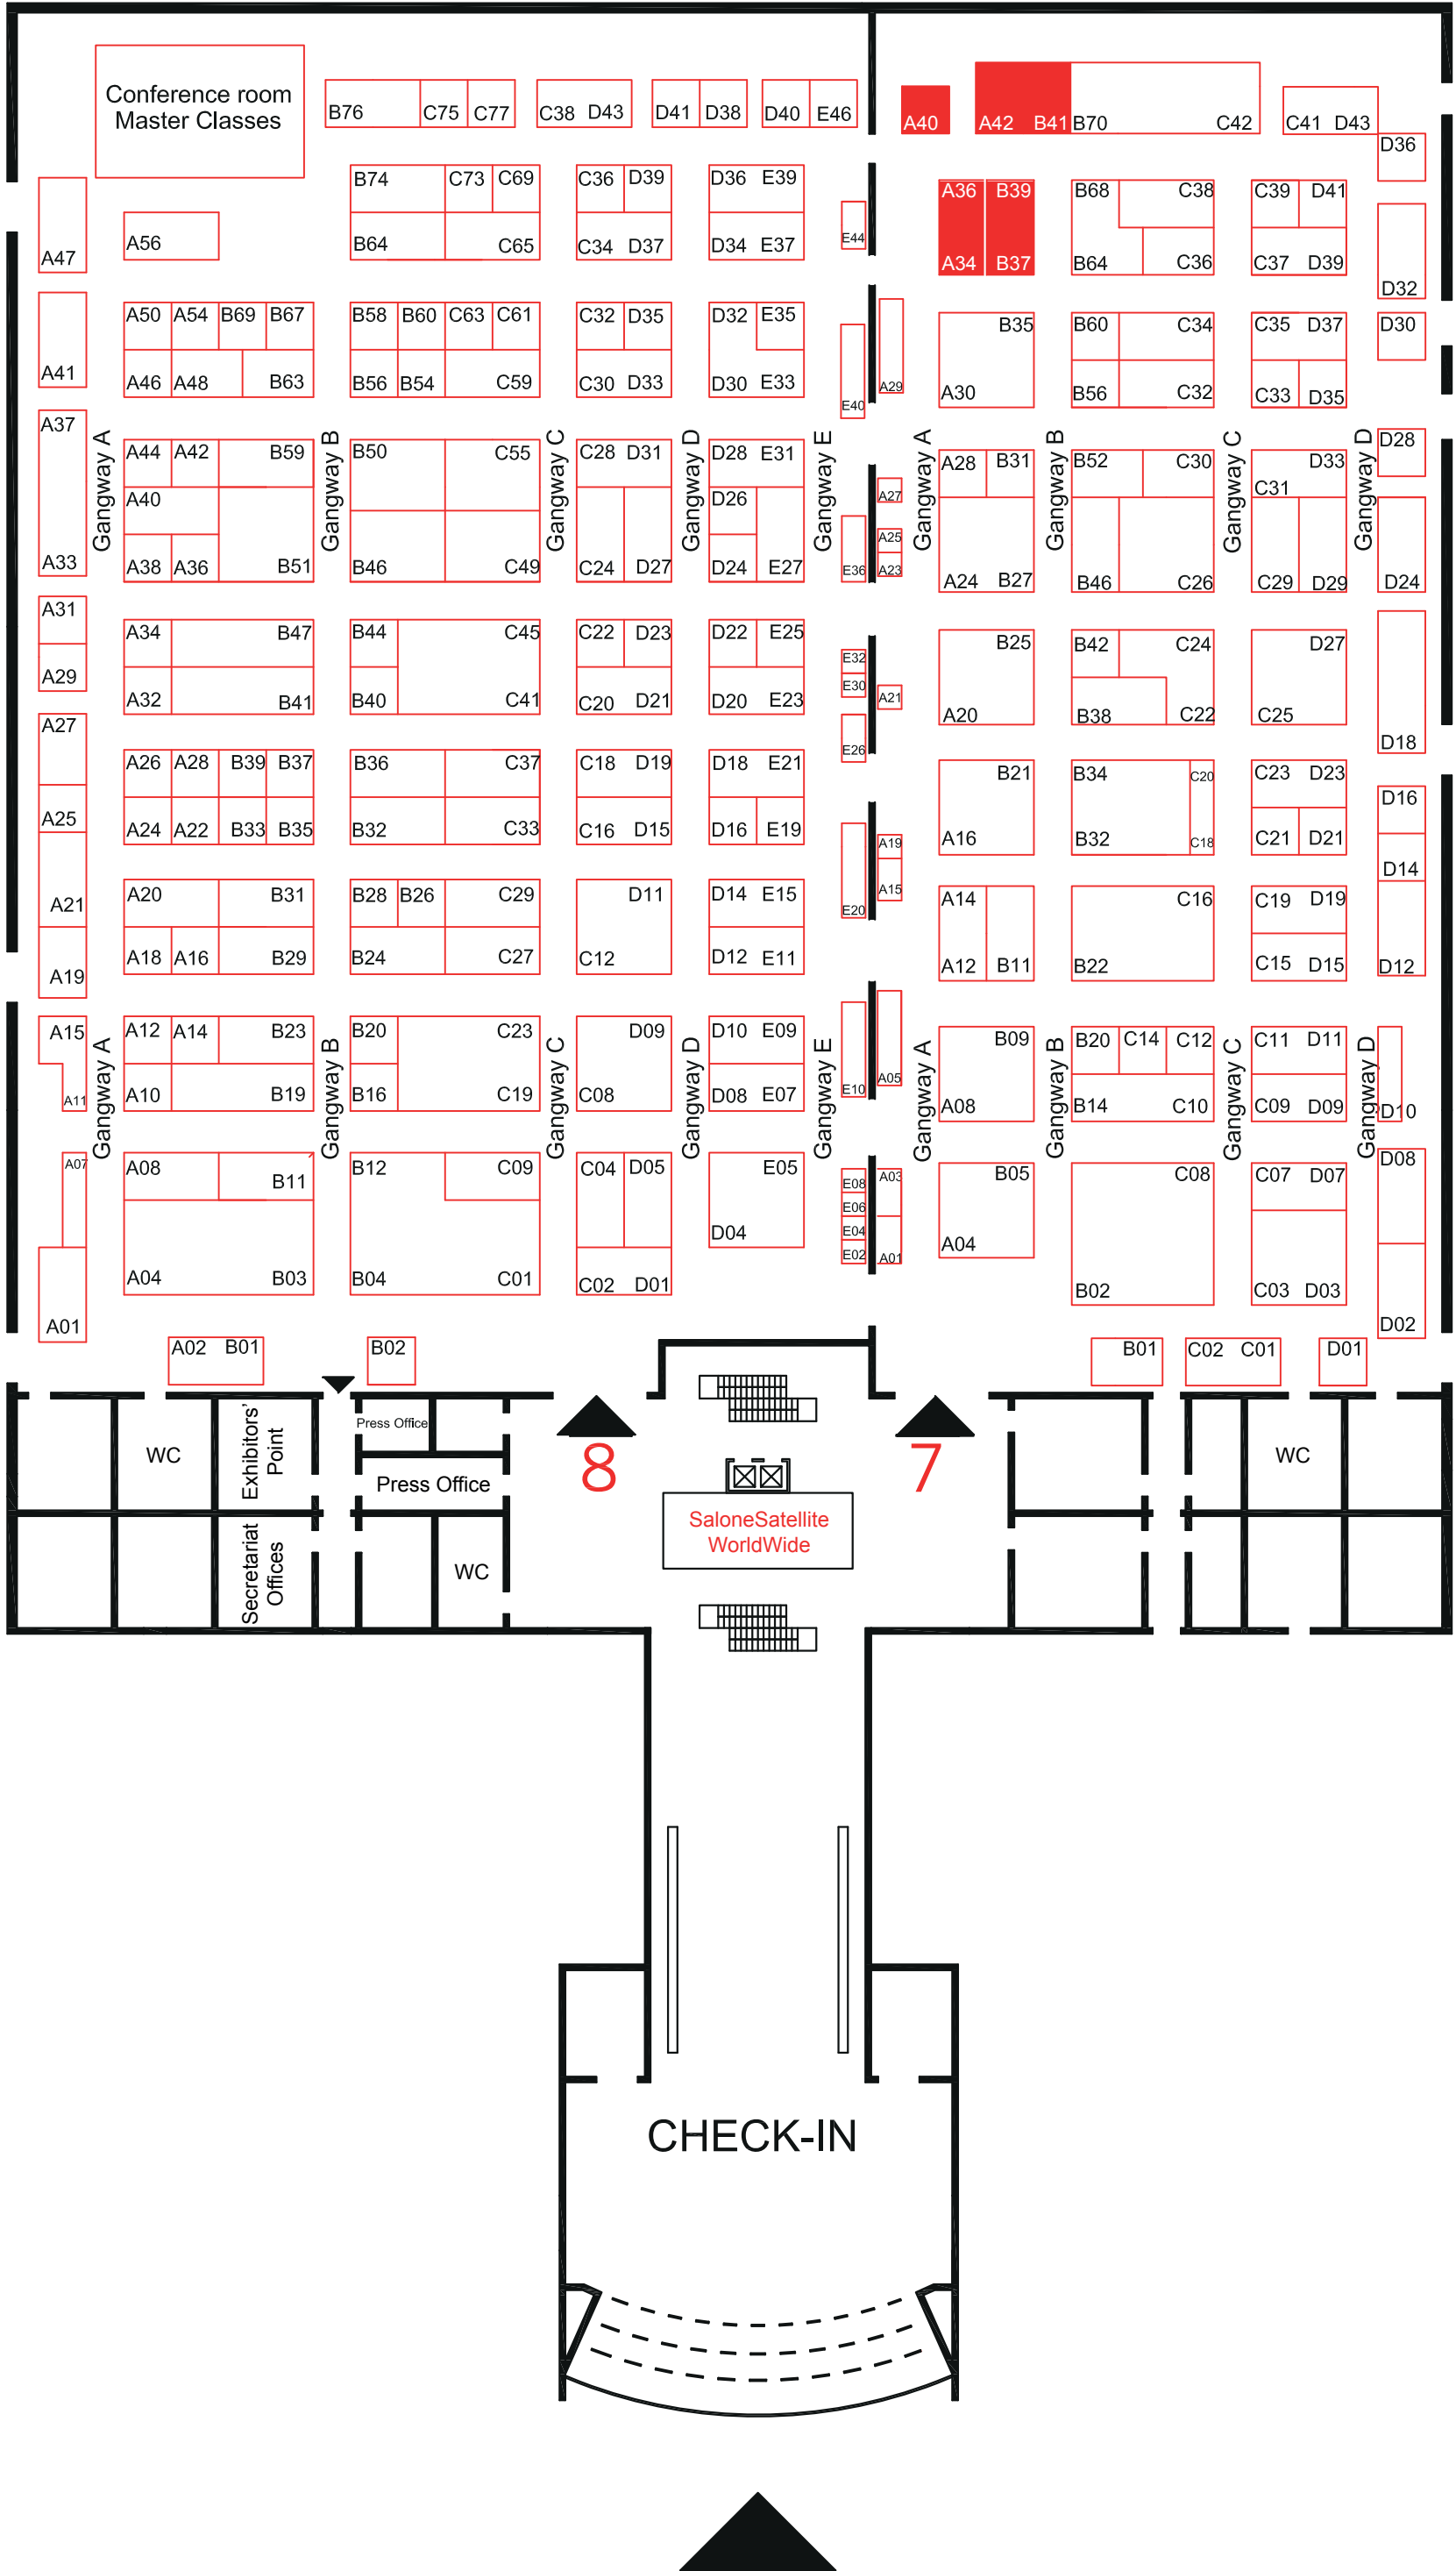 Conference room
Master Classes
B76 C75 C77 C38 D43 D41 D38 D40 E46
A40 A42 B41 B70 C42 C41 D43
D36
B74 C73 C69 C36 D39 D36 E39
A36 B39 B68 C38 C39 D41
A47 A56 B64 C65 C34 D37 D34 E37 E44
A34 B37 B64 C36 C37 D39 D32
A50 A54 B69 B67 B58 B60 C63 C61 C32 D35 D32 E35
B35 B60 C34 C35 D37 D30
A41 A46 A48 B63 B56 B54 C59 C30 D33 D30 E33 E40
A29 A30 B56 C32 C33 D35
A37
Gangway A
Gangway B
Gangway C
Gangway D
Gangway E
Gangway A
Gangway B
Gangway C
Gangway D
A44 A42 B59 B50 C55 C28 D31 D28 E31
A28 B31 B52 C30 D33 C31 D28
A40 D26
A27
A25
A33 A38 A36 B51 B46 C49 C24 D27 D24 E27 E36 A23
A24 B27 B46 C26 C29 D29 D24
A31 A34 B47 B44 C45 C22 D23 D22 E25 E32
B25 B42 C24 D27
A29 A32 B41 B40 C41 C20 D21 D20 E23 E30 A21
A20 B38 C22 C25 D18
A27 E26
A26 A28 B39 B37 B36 C37 C18 D19 D18 E21
B21 B34 C20 C23 D23 D16
A25 A24 A22 B33 B35 B32 C33 C16 D15 D16 E19 A19
A16 B32 C18 C21 D21 D14
A21 A20 B31 B28 B26 C29 D11 D14 E15 E20 A15
A14 C16 C19 D19
A19 A18 A16 B29 B24 C27 C12 D12 E11
A12 B11 B22 C15 D15 D12
A15 A12 A14 B23 B20 C23 D09 D10 E09
B09 B20 C14 C12 C11 D11
A11 A10 B19 B16 C19 C08 D08 E07 E10 A05
A08 B14 C10 C09 D09 D10
Gangway A
Gangway B
Gangway C
Gangway D
Gangway E
Gangway A
Gangway B
Gangway C
Gangway D
A07 A08 B11 B12 C09 C04 D05 E05 E08 A03
B05 C08 C07 D07 D08
E06
D04 E04
A04 B03 B04 C01 C02 D01 E02 A01
A04 B02 C03 D03 D02
A01
A02 B01 B02 B01 C02 C01 D01
WC
Exhibitors'
Point
Press Office
Press Office
8
7
WC
SaloneSatellite
WorldWide
Secretariat
Offices
WC
CHECK-IN